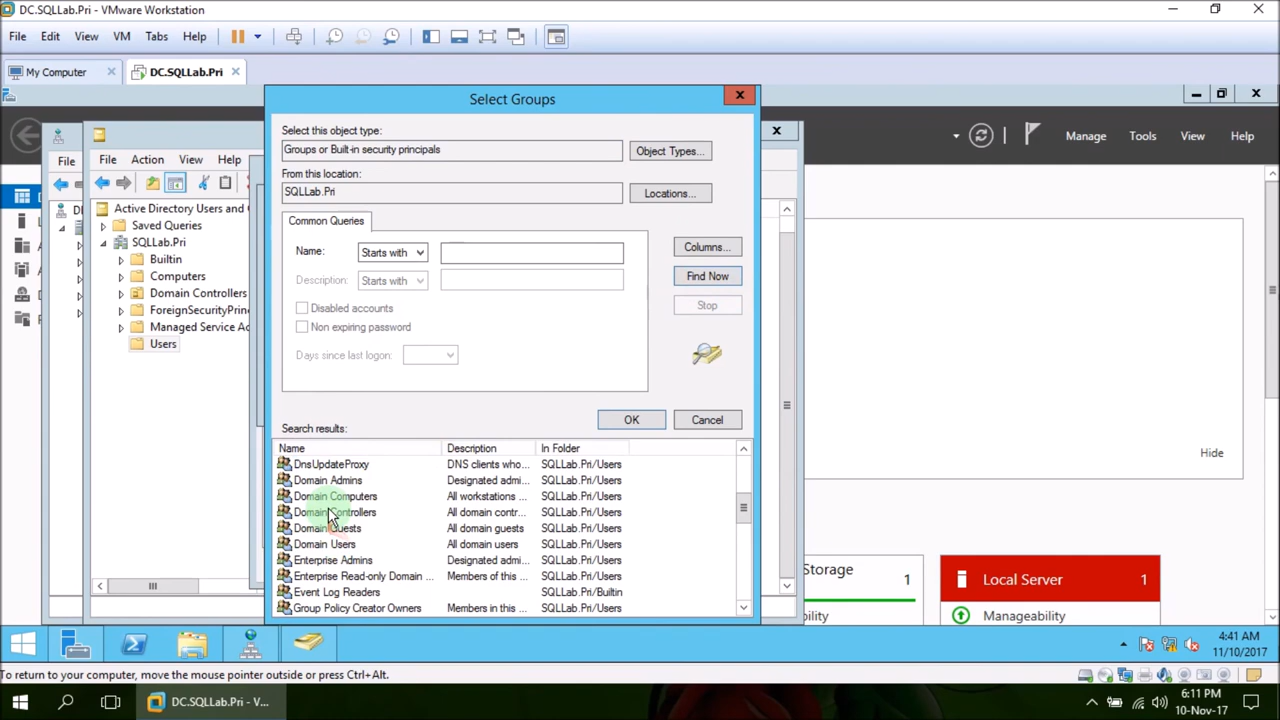 DC.SQLLab.Pri - VMware Workstation
File Edit View VM Tabs Help
My Computer DC.SQLLab.Pri
Manage Tools View Help
File
File Action View Help
Active Directory Users and
Saved Queries
SQLLab.Pri
Builtin
Computers
Domain Controllers
ForeignSecurityPrinc
Managed Service Ac
Users
Select Groups
Select this object type:
Groups or Built-in security principals
Object Types...
From this location:
SQLLab.Pri
Locations...
Common Queries
Name: Starts with
Description: Starts with
Disabled accounts
Non expiring password
Days since last logon:
Columns...
Find Now
Stop
OK Cancel
Search results:
Name Description In Folder
DnsUpdateProxy DNS clients who... SQLLab.Pri/Users
Domain Admins Designated admi... SQLLab.Pri/Users
Domain Computers All workstations ... SQLLab.Pri/Users
Domain Controllers All domain contr... SQLLab.Pri/Users
Domain Guests All domain guests SQLLab.Pri/Users
Domain Users All domain users SQLLab.Pri/Users
Enterprise Admins Designated admi... SQLLab.Pri/Users
Enterprise Read-only Domain ... Members of this ... SQLLab.Pri/Users
Event Log Readers Members of this ... SQLLab.Pri/Builtin
Group Policy Creator Owners Members in this ... SQLLab.Pri/Users
Hide
Storage 1
Local Server 1
Manageability
4:41 AM
11/10/2017
To return to your computer, move the mouse pointer outside or press Ctrl+Alt.
DC.SQLLab.Pri - V...
6:11 PM
10-Nov-17